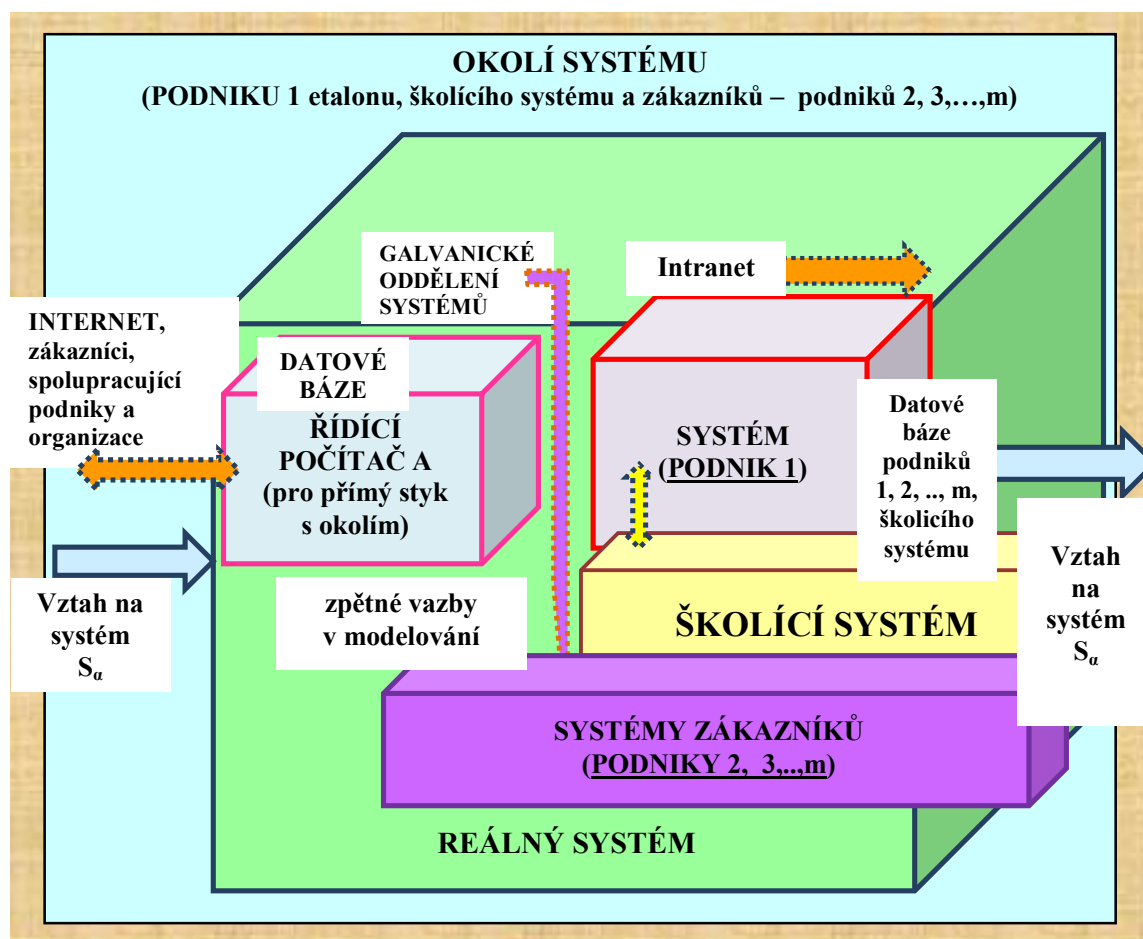 OKOLÍ SYSTÉMU
(PODNIKU 1 etalonu, školícího systému a zákazníků – podniků 2, 3,…,m)
GALVANICKÉ
ODDĚLENÍ
SYSTÉMŮ
Intranet
INTERNET,
zákazníci,
spolupracující
podniky a
organizace
DATOVÉ
BÁZE
ŘÍDÍCÍ
POČÍTAČ A
(pro přímý styk
s okolím)
SYSTÉM
(PODNIK 1)
Datové
báze
podniků
1, 2, .., m,
školicího
systému
Vztah na
systém
Sα
zpětné vazby
v modelování
ŠKOLÍCÍ SYSTÉM
Vztah
na
systém
Sα
SYSTÉMY ZÁKAZNÍKŮ
(PODNIKY 2, 3,..,m)
REÁLNÝ SYSTÉM